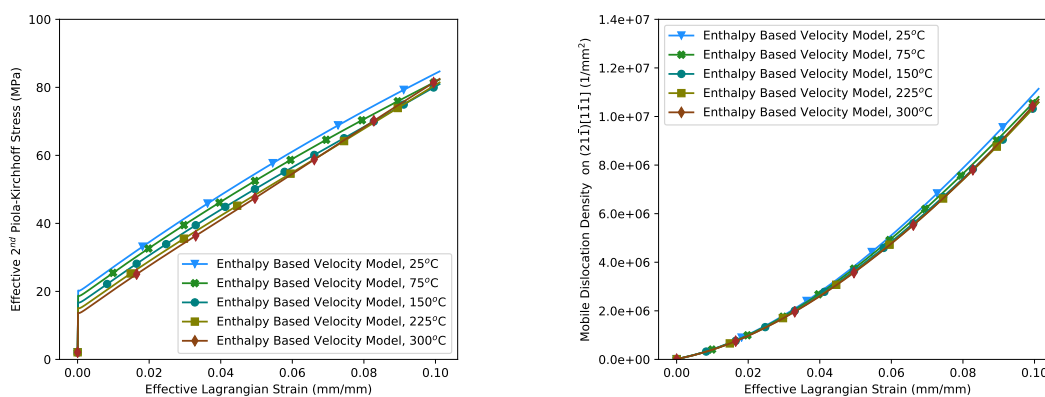 100
80
60
40
20
0
Effective 2nd Piola-Kirchhoff Stress (MPa)
Enthalpy Based Velocity Model, 25°C
Enthalpy Based Velocity Model, 75°C
Enthalpy Based Velocity Model, 150°C
Enthalpy Based Velocity Model, 225°C
Enthalpy Based Velocity Model, 300°C
0.00 0.02 0.04 0.06 0.08 0.10
Effective Lagrangian Strain (mm/mm)
1.4e+07
1.2e+07
1.0e+07
8.0e+06
6.0e+06
4.0e+06
2.0e+06
0.0e+00
Mobile Dislocation Density on (211̄)[111] (1/mm²)
Enthalpy Based Velocity Model, 25°C
Enthalpy Based Velocity Model, 75°C
Enthalpy Based Velocity Model, 150°C
Enthalpy Based Velocity Model, 225°C
Enthalpy Based Velocity Model, 300°C
0.00 0.02 0.04 0.06 0.08 0.10
Effective Lagrangian Strain (mm/mm)